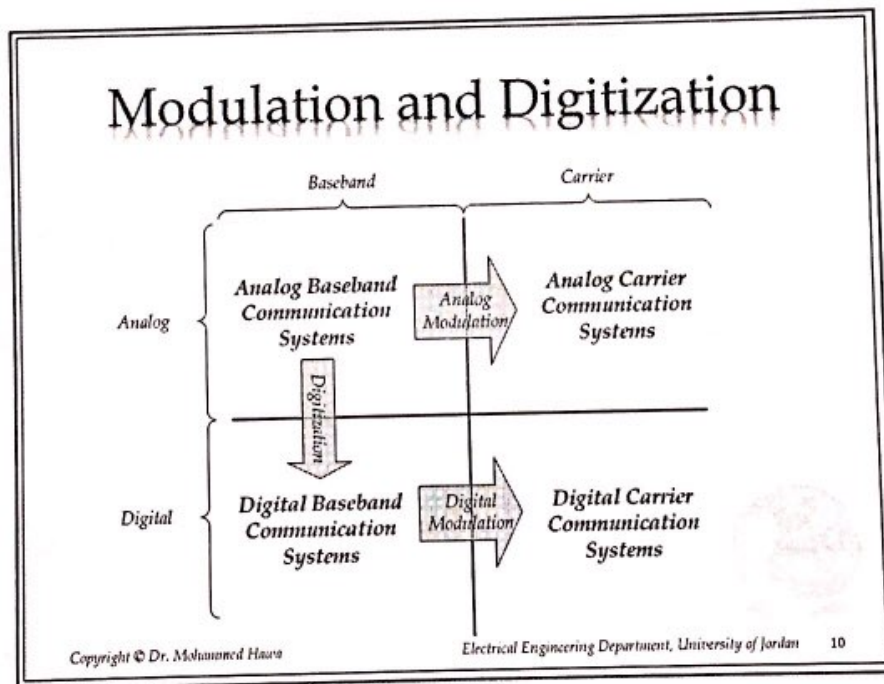 Modulation and Digitization
Baseband
Carrier
Analog
Analog Baseband
Communication
Systems
Analog
Modulation
Analog Carrier
Communication
Systems
Digitization
Digital
Digital Baseband
Communication
Systems
Digital
Modulation
Digital Carrier
Communication
Systems
Copyright © Dr. Mohammed Hawa
Electrical Engineering Department, University of Jordan
10